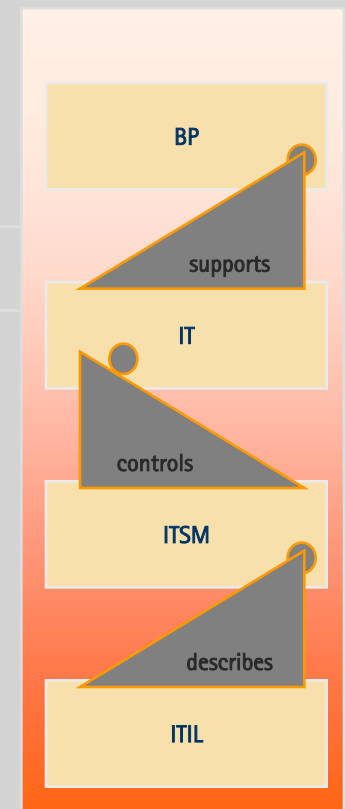 BP
supports
IT
controls
ITSM
describes
ITIL